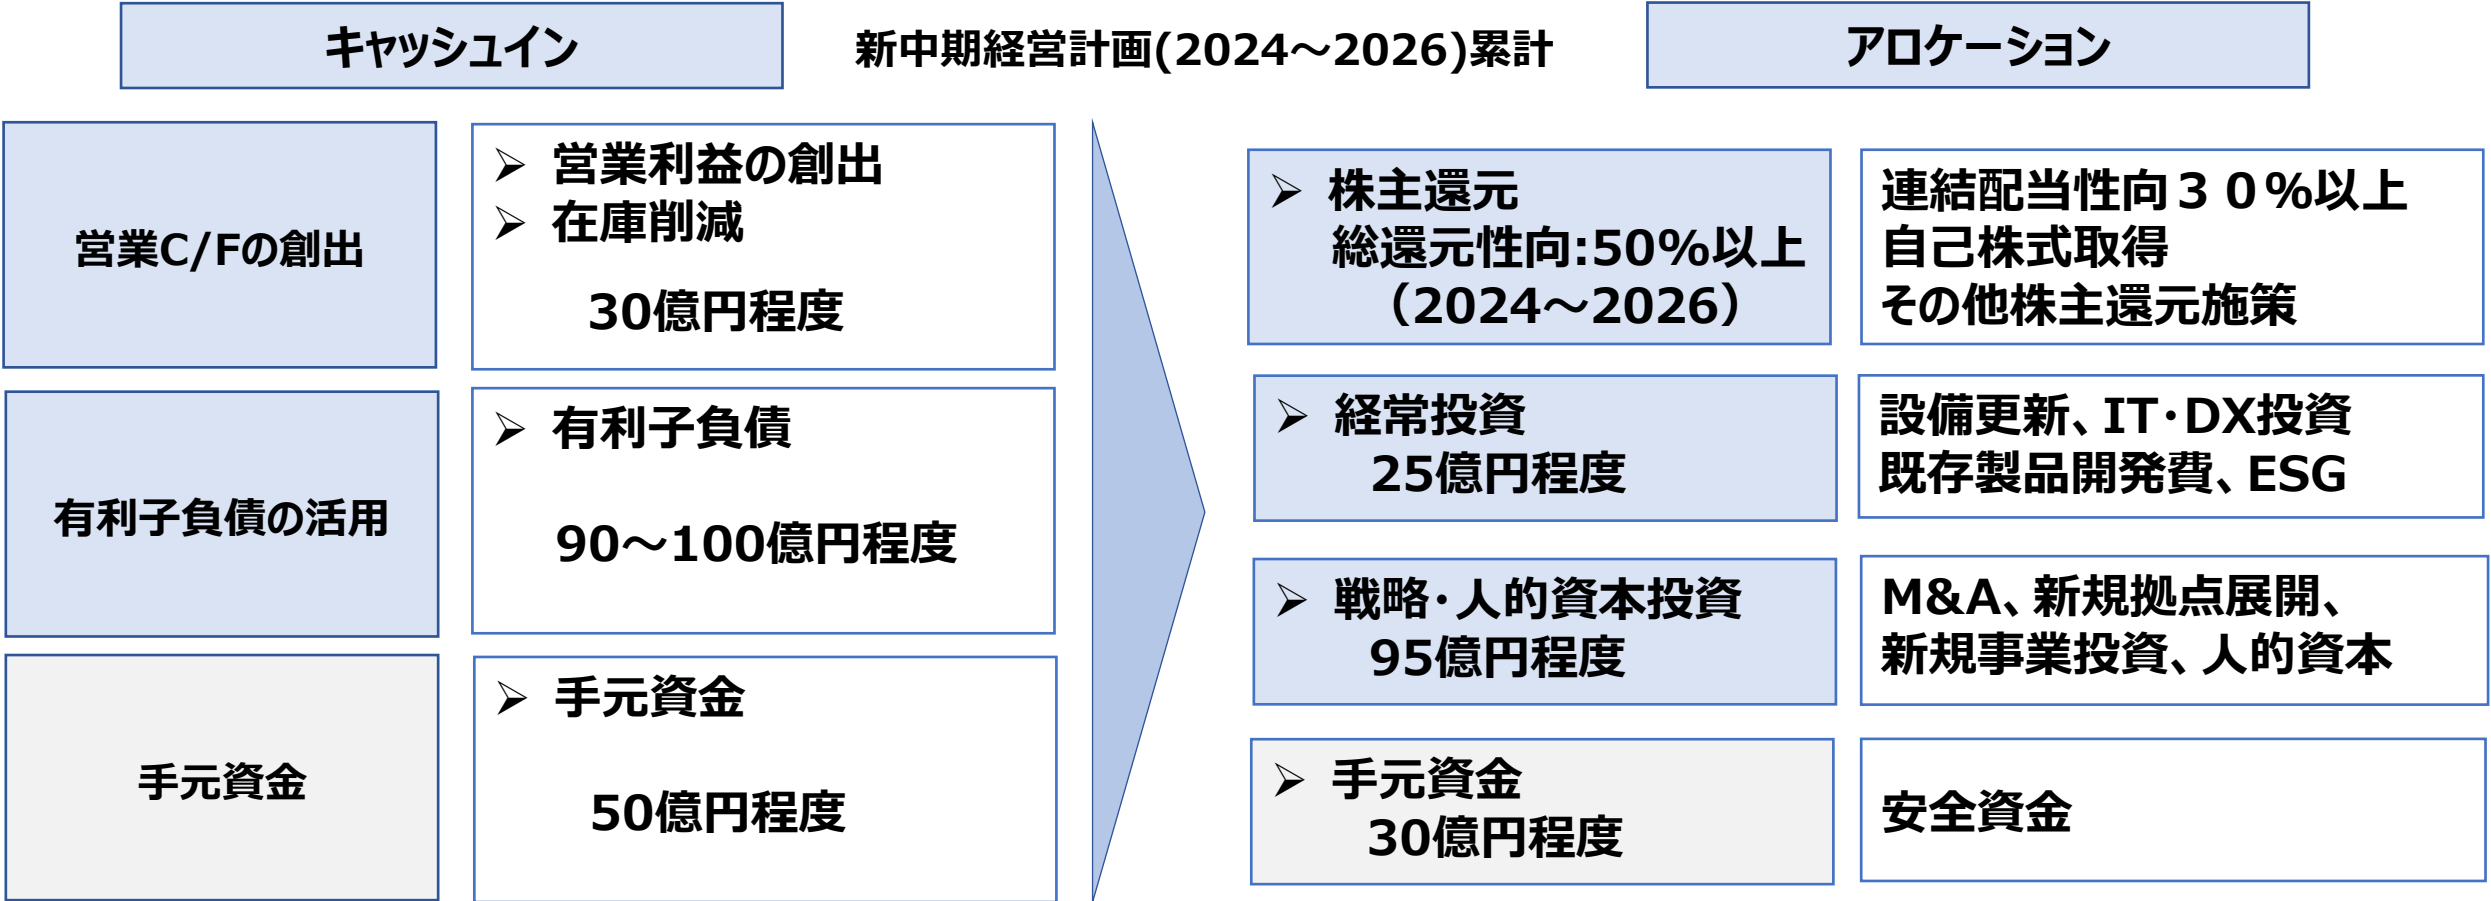 キャッシュイン
新中期経営計画(2024～2026)累計
アロケーション
営業C/Fの創出
➢ 営業利益の創出
➢ 在庫削減
30億円程度
有利子負債の活用
➢ 有利子負債
90～100億円程度
手元資金
➢ 手元資金
50億円程度
➢ 株主還元
総還元性向:50%以上
（2024～2026）
連結配当性向３０%以上
自己株式取得
その他株主還元施策
➢ 経常投資
25億円程度
設備更新、IT･DX投資
既存製品開発費、ESG
➢ 戦略･人的資本投資
95億円程度
M&A、新規拠点展開、
新規事業投資、人的資本
➢ 手元資金
30億円程度
安全資金